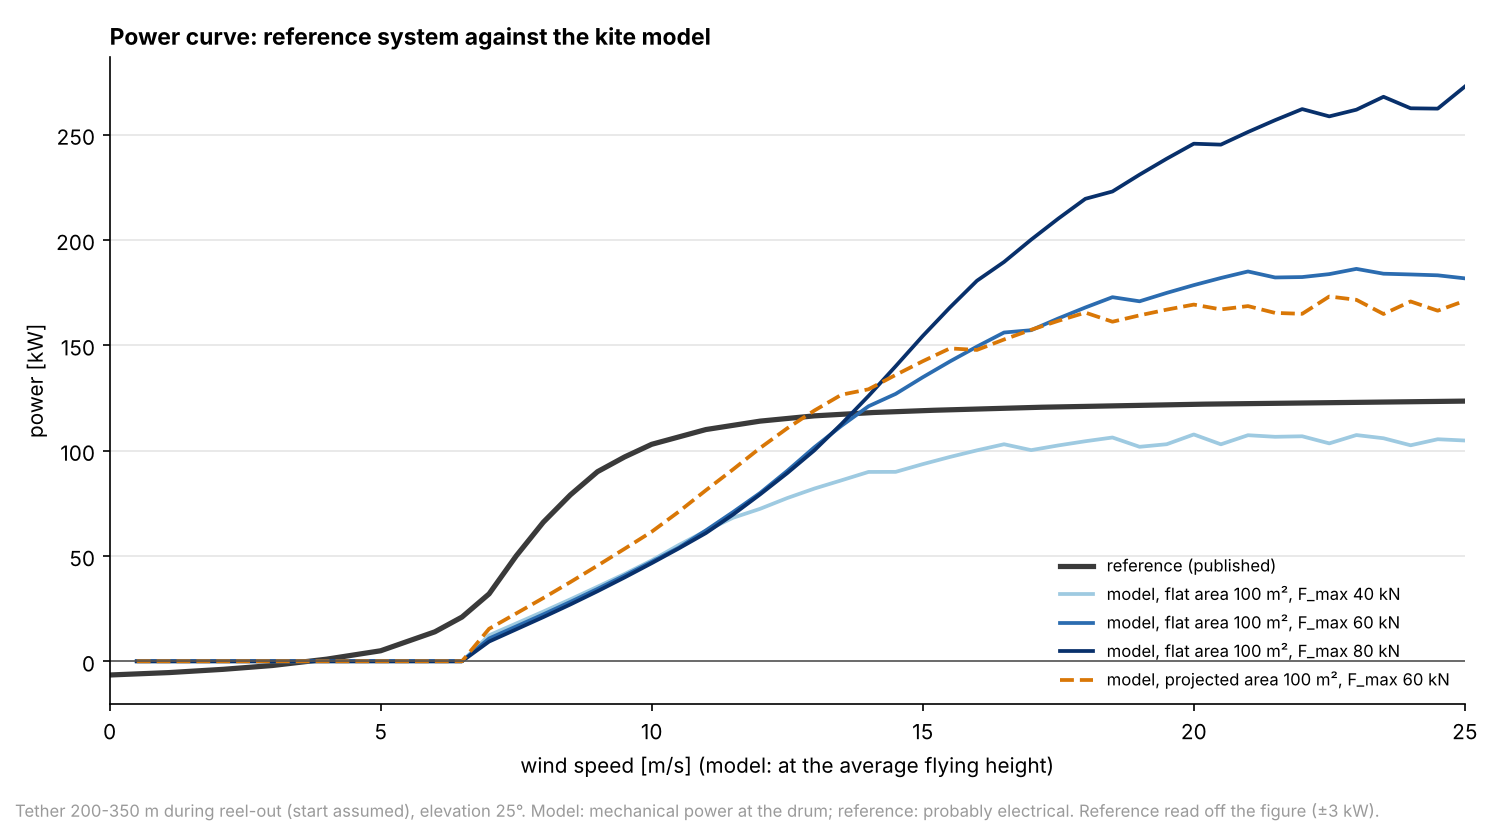 Power curve: reference system against the kite model
power [kW]
250
200
150
100
50
0
reference (published)
model, flat area 100 m², F_max 40 kN
model, flat area 100 m², F_max 60 kN
model, flat area 100 m², F_max 80 kN
model, projected area 100 m², F_max 60 kN
0 5 10 15 20 25
wind speed [m/s] (model: at the average flying height)
Tether 200-350 m during reel-out (start assumed), elevation 25°. Model: mechanical power at the drum; reference: probably electrical. Reference read off the figure (±3 kW).